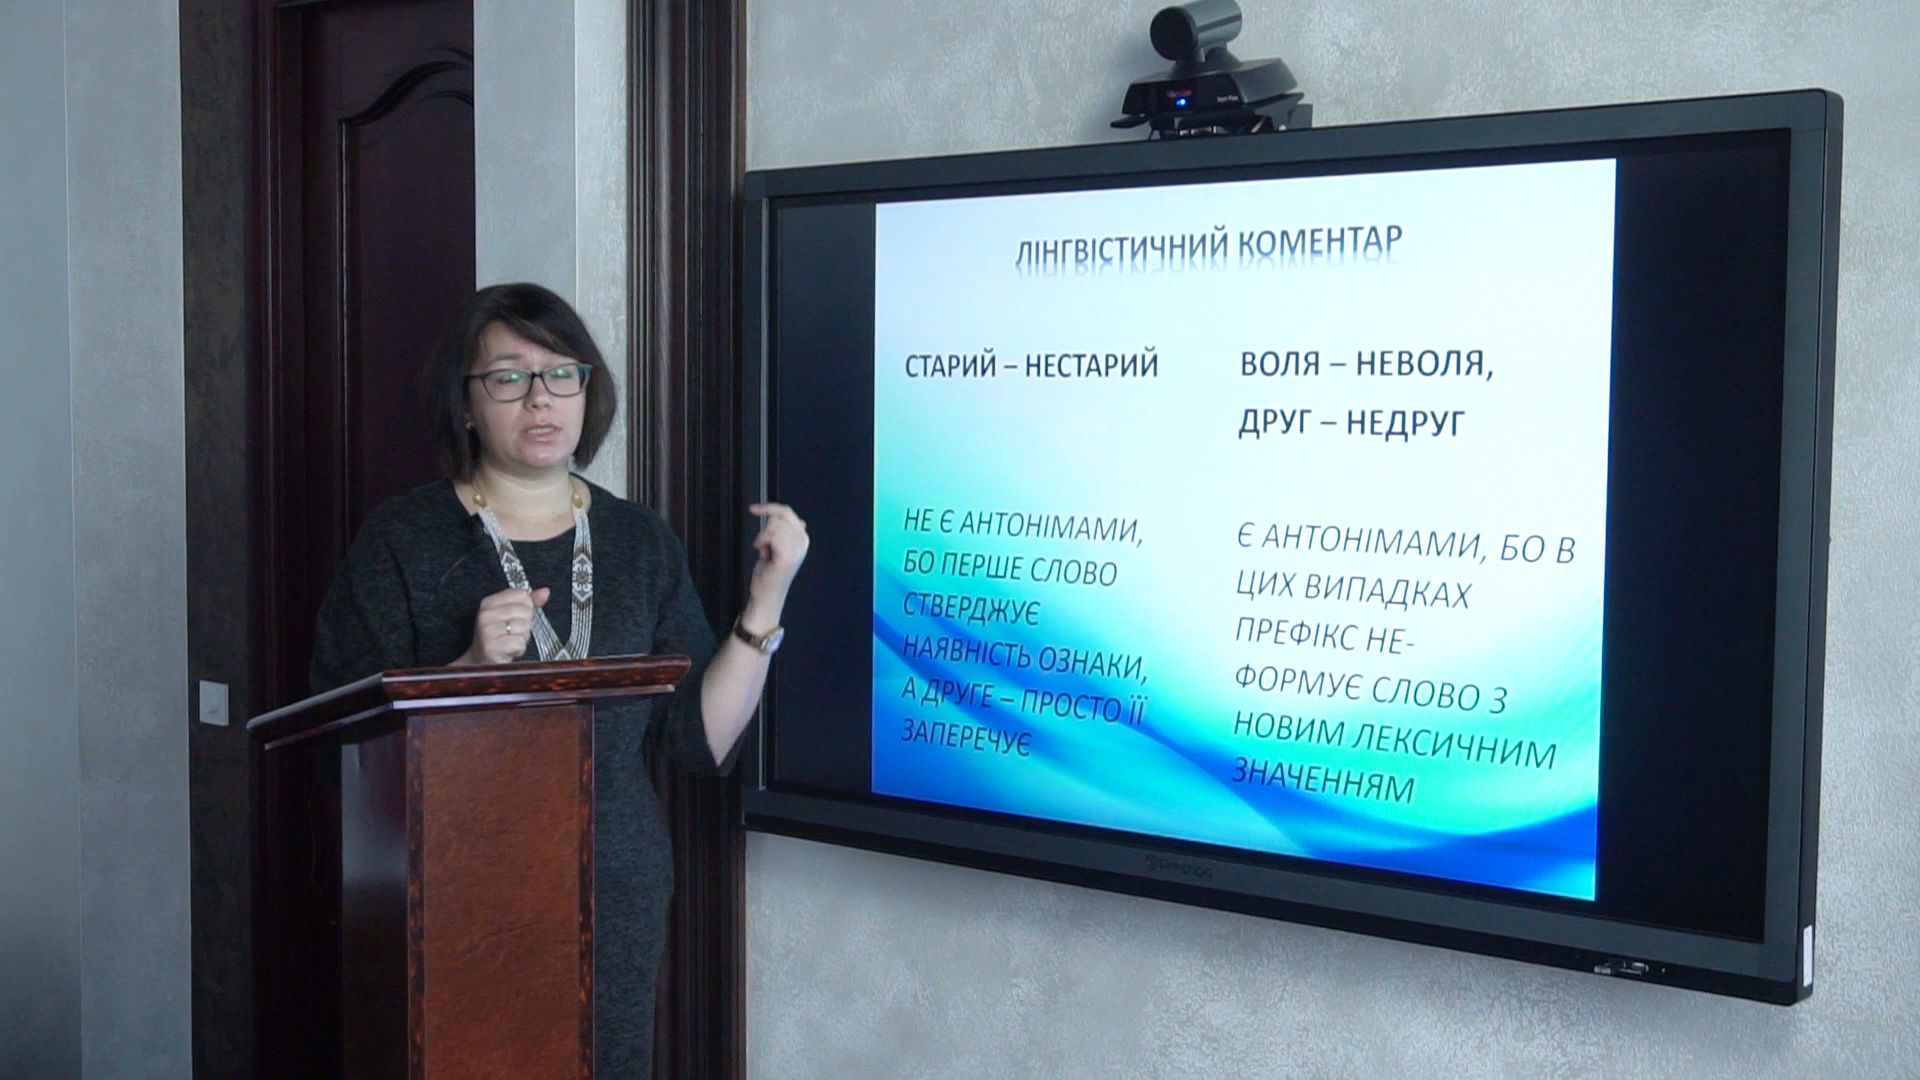 ЛІНГВІСТИЧНИЙ КОМЕНТАР
СТАРИЙ – НЕСТАРИЙ
НЕ Є АНТОНІМАМИ,
БО ПЕРШЕ СЛОВО
СТВЕРДЖУЄ
НАЯВНІСТЬ ОЗНАКИ,
А ДРУГЕ – ПРОСТО ЇЇ
ЗАПЕРЕЧУЄ
ВОЛЯ – НЕВОЛЯ,
ДРУГ – НЕДРУГ
Є АНТОНІМАМИ, БО В
ЦИХ ВИПАДКАХ
ПРЕФІКС НЕ-
ФОРМУЄ СЛОВО З
НОВИМ ЛЕКСИЧНИМ
ЗНАЧЕННЯМ
Prestigio